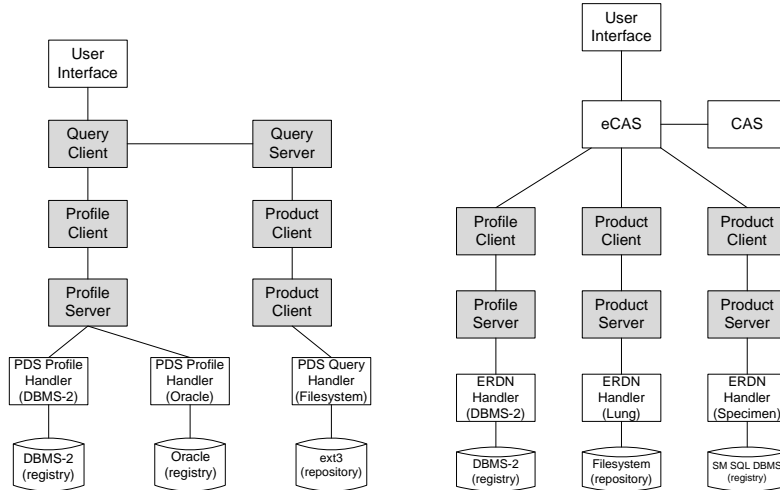 User
Interface
Query
Client
Query
Server
Profile
Client
Product
Client
Profile
Server
Product
Client
PDS Profile
Handler
(DBMS-2)
PDS Profile
Handler
(Oracle)
PDS Query
Handler
(Filesystem)
DBMS-2
(registry)
Oracle
(registry)
ext3
(repository)
User
Interface
eCAS
CAS
Profile
Client
Product
Client
Product
Client
Profile
Server
Product
Server
Product
Server
ERDN
Handler
(DBMS-2)
ERDN
Handler
(Lung)
ERDN
Handler
(Specimen)
DBMS-2
(registry)
Filesystem
(repository)
SM SQL DBMS
(registry)